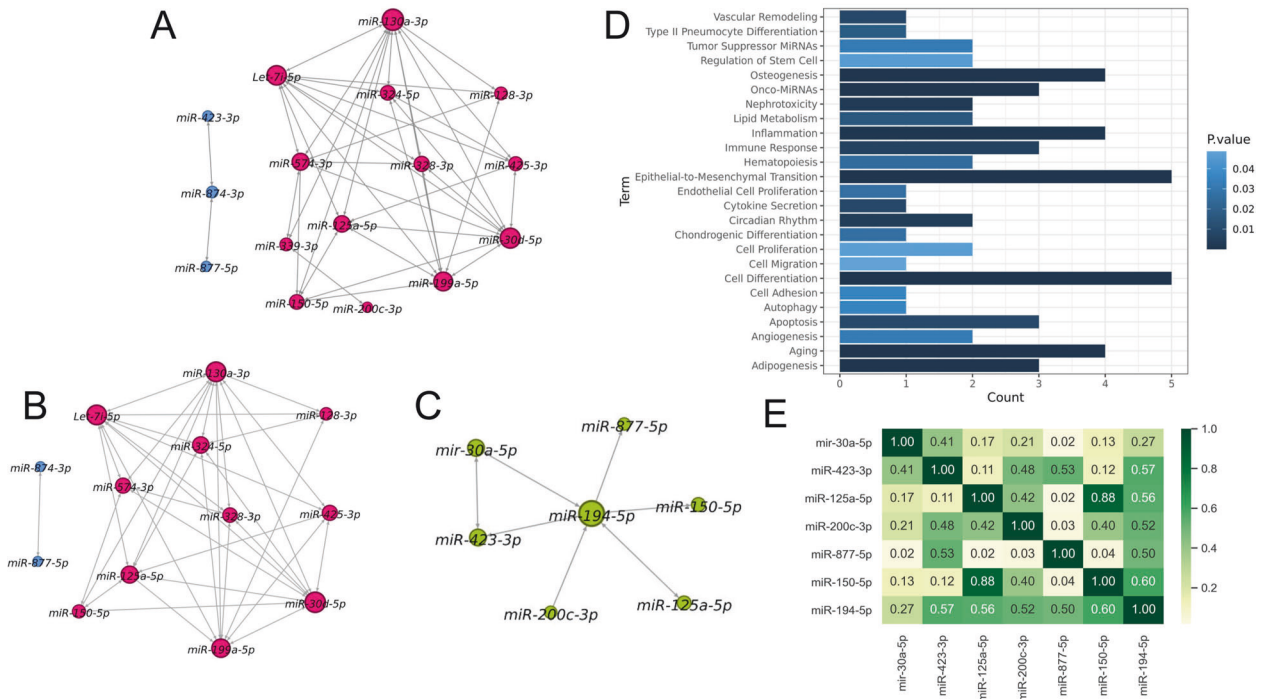 A
miR-130a-3p
Let-7i-5p
miR-324-5p
miR-128-3p
miR-423-3p
miR-574-3p
miR-328-3p
miR-425-3p
miR-874-3p
miR-125a-5p
miR-339-3p
miR-30d-5p
miR-877-5p
miR-199a-5p
miR-150-5p
miR-200c-3p
B
miR-130a-3p
Let-7i-5p
miR-128-3p
miR-324-5p
miR-874-3p
miR-574-3p
miR-328-3p
miR-425-3p
miR-877-5p
miR-125a-5p
miR-150-5p
miR-30d-5p
miR-199a-5p
C
miR-877-5p
mir-30a-5p
miR-150-5p
miR-194-5p
miR-423-3p
miR-200c-3p
miR-125a-5p
D
Term
Vascular Remodeling
Type II Pneumocyte Differentiation
Tumor Suppressor MiRNAs
Regulation of Stem Cell
Osteogenesis
Onco-MiRNAs
Nephrotoxicity
Lipid Metabolism
Inflammation
Immune Response
Hematopoiesis
Epithelial-to-Mesenchymal Transition
Endothelial Cell Proliferation
Cytokine Secretion
Circadian Rhythm
Chondrogenic Differentiation
Cell Proliferation
Cell Migration
Cell Differentiation
Cell Adhesion
Autophagy
Apoptosis
Angiogenesis
Aging
Adipogenesis
0 1 2 3 4 5
Count
P.value
0.04
0.03
0.02
0.01
E
mir-30a-5p 1.00 0.41 0.17 0.21 0.02 0.13 0.27
miR-423-3p 0.41 1.00 0.11 0.48 0.53 0.12 0.57
miR-125a-5p 0.17 0.11 1.00 0.42 0.02 0.88 0.56
miR-200c-3p 0.21 0.48 0.42 1.00 0.03 0.40 0.52
miR-877-5p 0.02 0.53 0.02 0.03 1.00 0.04 0.50
miR-150-5p 0.13 0.12 0.88 0.40 0.04 1.00 0.60
miR-194-5p 0.27 0.57 0.56 0.52 0.50 0.60 1.00
mir-30a-5p
miR-423-3p
miR-125a-5p
miR-200c-3p
miR-877-5p
miR-150-5p
miR-194-5p
1.0
0.8
0.6
0.4
0.2